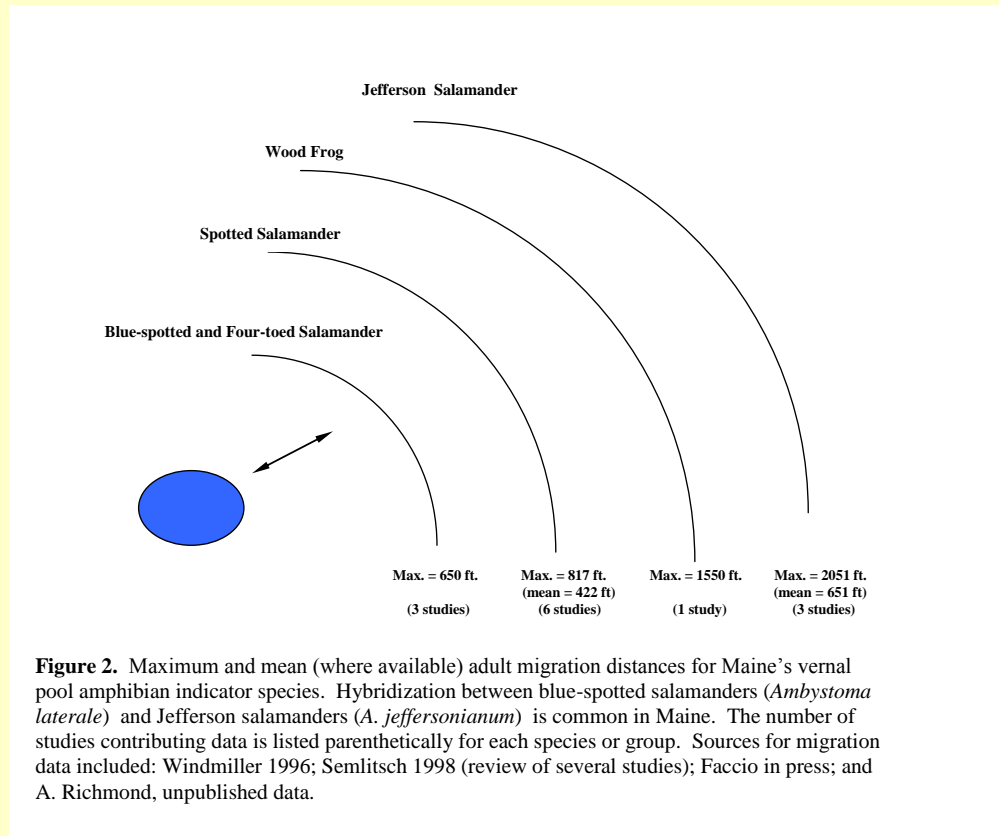 Jefferson Salamander
Wood Frog
Spotted Salamander
Blue-spotted and Four-toed Salamander
Max. = 650 ft.
(3 studies)
Max. = 817 ft.
(mean = 422 ft)
(6 studies)
Max. = 1550 ft.
(1 study)
Max. = 2051 ft.
(mean = 651 ft)
(3 studies)
Figure 2. Maximum and mean (where available) adult migration distances for Maine's vernal
pool amphibian indicator species. Hybridization between blue-spotted salamanders (Ambystoma
laterale) and Jefferson salamanders (A. jeffersonianum) is common in Maine. The number of
studies contributing data is listed parenthetically for each species or group. Sources for migration
data included: Windmiller 1996; Semlitsch 1998 (review of several studies); Faccio in press; and
A. Richmond, unpublished data.